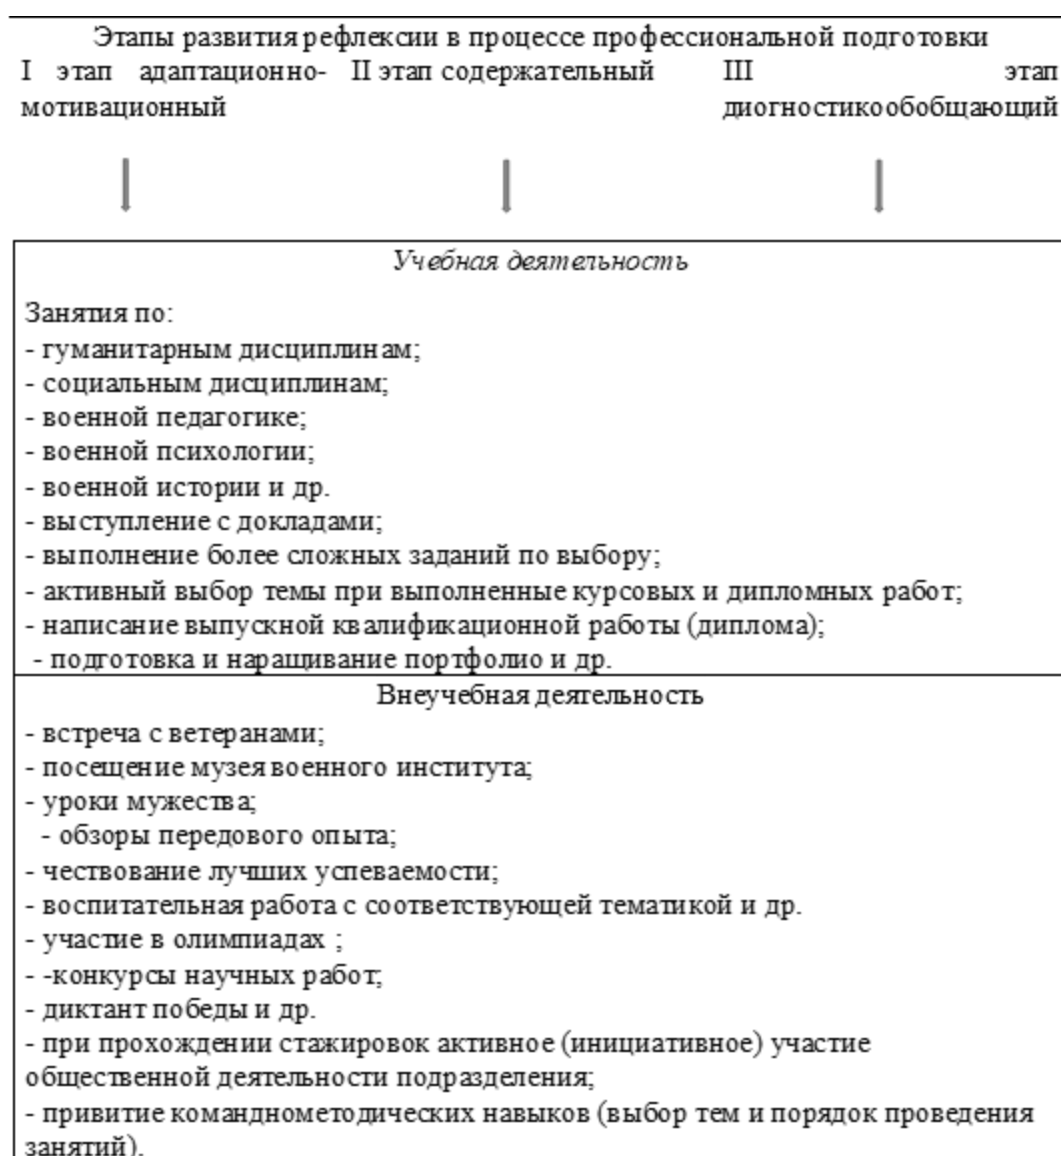 Этапы развития рефлексии в процессе профессиональной подготовки
I этап адаптационно- II этап содержательный III этап
мотивационный диогностикообобщающий
Учебная деятельность
Занятия по:
- гуманитарным дисциплинам;
- социальным дисциплинам;
- военной педагогике;
- военной психологии;
- военной истории и др.
- выступление с докладами;
- выполнение более сложных заданий по выбору;
- активный выбор темы при выполненные курсовых и дипломных работ;
- написание выпускной квалификационной работы (диплома);
- подготовка и наращивание портфолио и др.
Внеучебная деятельность
- встреча с ветеранами;
- посещение музея военного института;
- уроки мужества;
- обзоры передового опыта;
- чествование лучших успеваемости;
- воспитательная работа с соответствующей тематикой и др.
- участие в олимпиадах ;
- -конкурсы научных работ;
- диктант победы и др.
- при прохождении стажировок активное (инициативное) участие
общественной деятельности подразделения;
- привитие команднометодических навыков (выбор тем и порядок проведения
занятий).